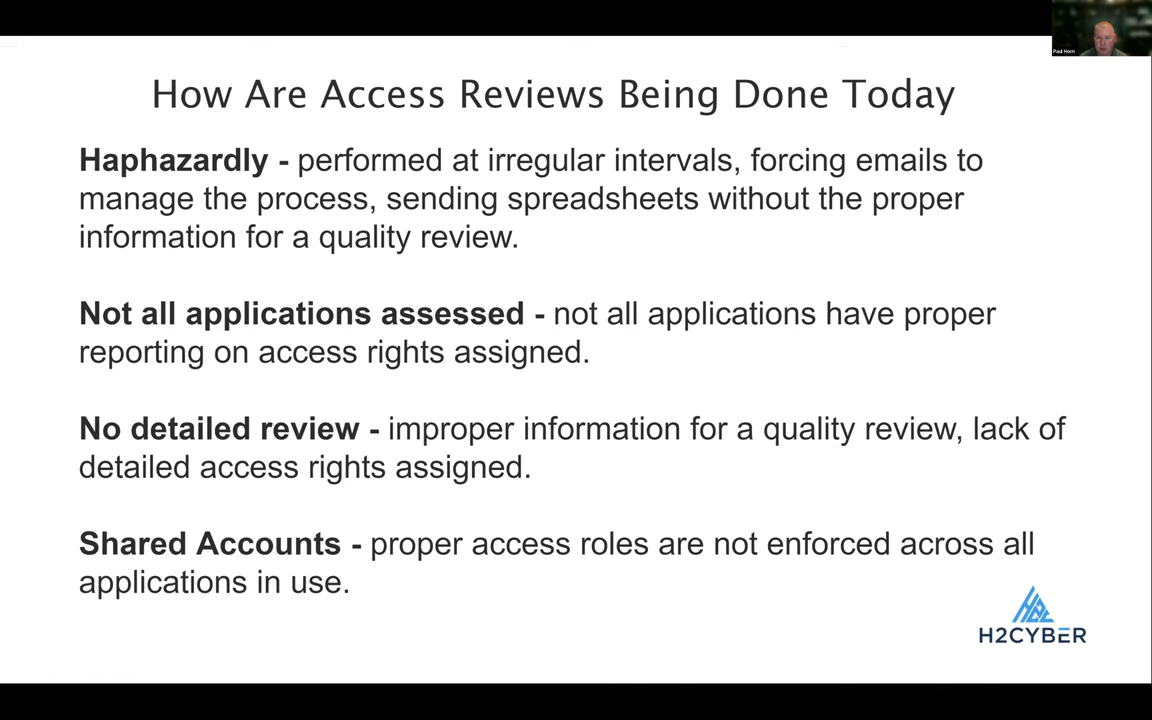 Paul Horn
How Are Access Reviews Being Done Today
Haphazardly - performed at irregular intervals, forcing emails to
manage the process, sending spreadsheets without the proper
information for a quality review.
Not all applications assessed - not all applications have proper
reporting on access rights assigned.
No detailed review - improper information for a quality review, lack of
detailed access rights assigned.
Shared Accounts - proper access roles are not enforced across all
applications in use.
H2CYBER